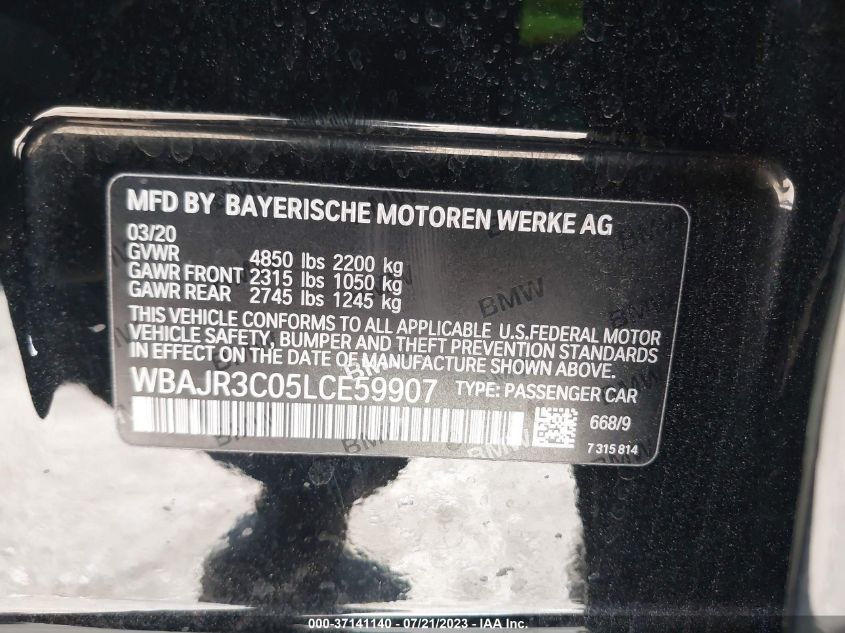 MFD BY BAYERISCHE MOTOREN WERKE AG
03/20
GVWR 4850 lbs 2200 kg
GAWR FRONT 2315 lbs 1050 kg
GAWR REAR 2745 lbs 1245 kg
THIS VEHICLE CONFORMS TO ALL APPLICABLE U.S.FEDERAL MOTOR
VEHICLE SAFETY, BUMPER AND THEFT PREVENTION STANDARDS
IN EFFECT ON THE DATE OF MANUFACTURE SHOWN ABOVE.
WBAJR3C05LCE59907 TYPE: PASSENGER CAR
668/9
7 315 814
BMW
000-37141140 - 07/21/2023 - IAA Inc.